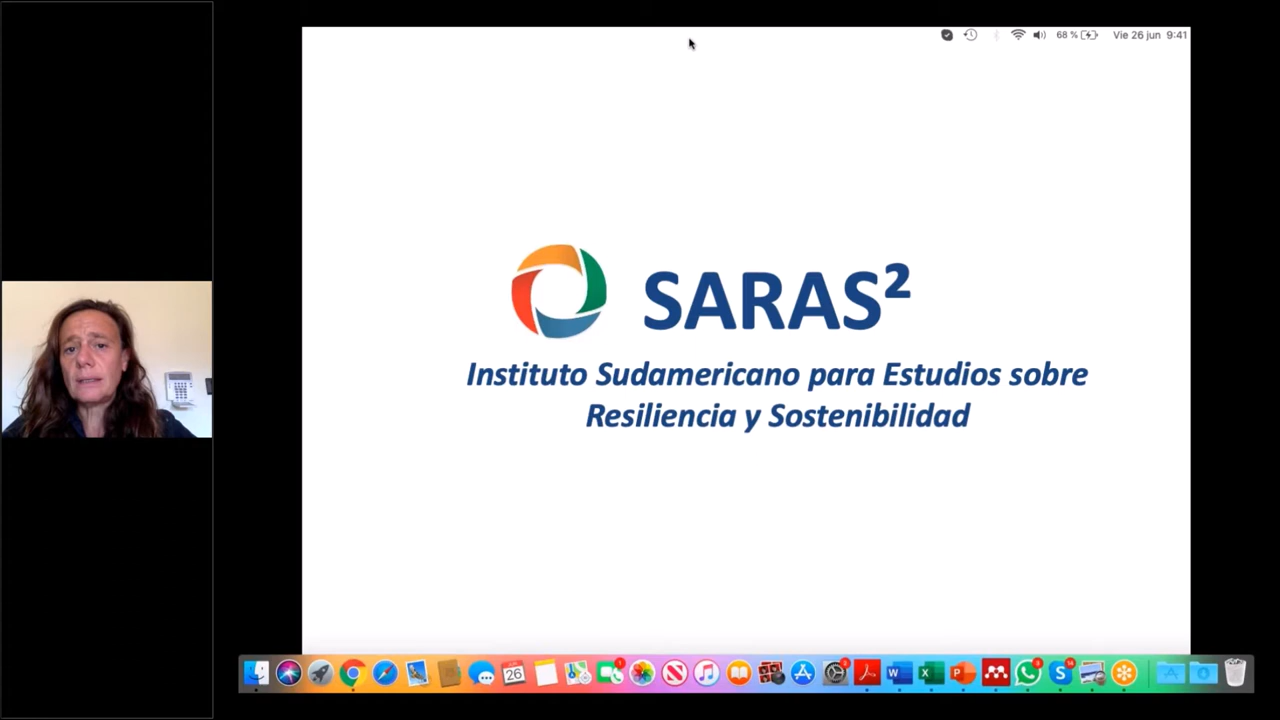 68 % Vie 26 jun 9:41
SARAS²
Instituto Sudamericano para Estudios sobre
Resiliencia y Sostenibilidad
26